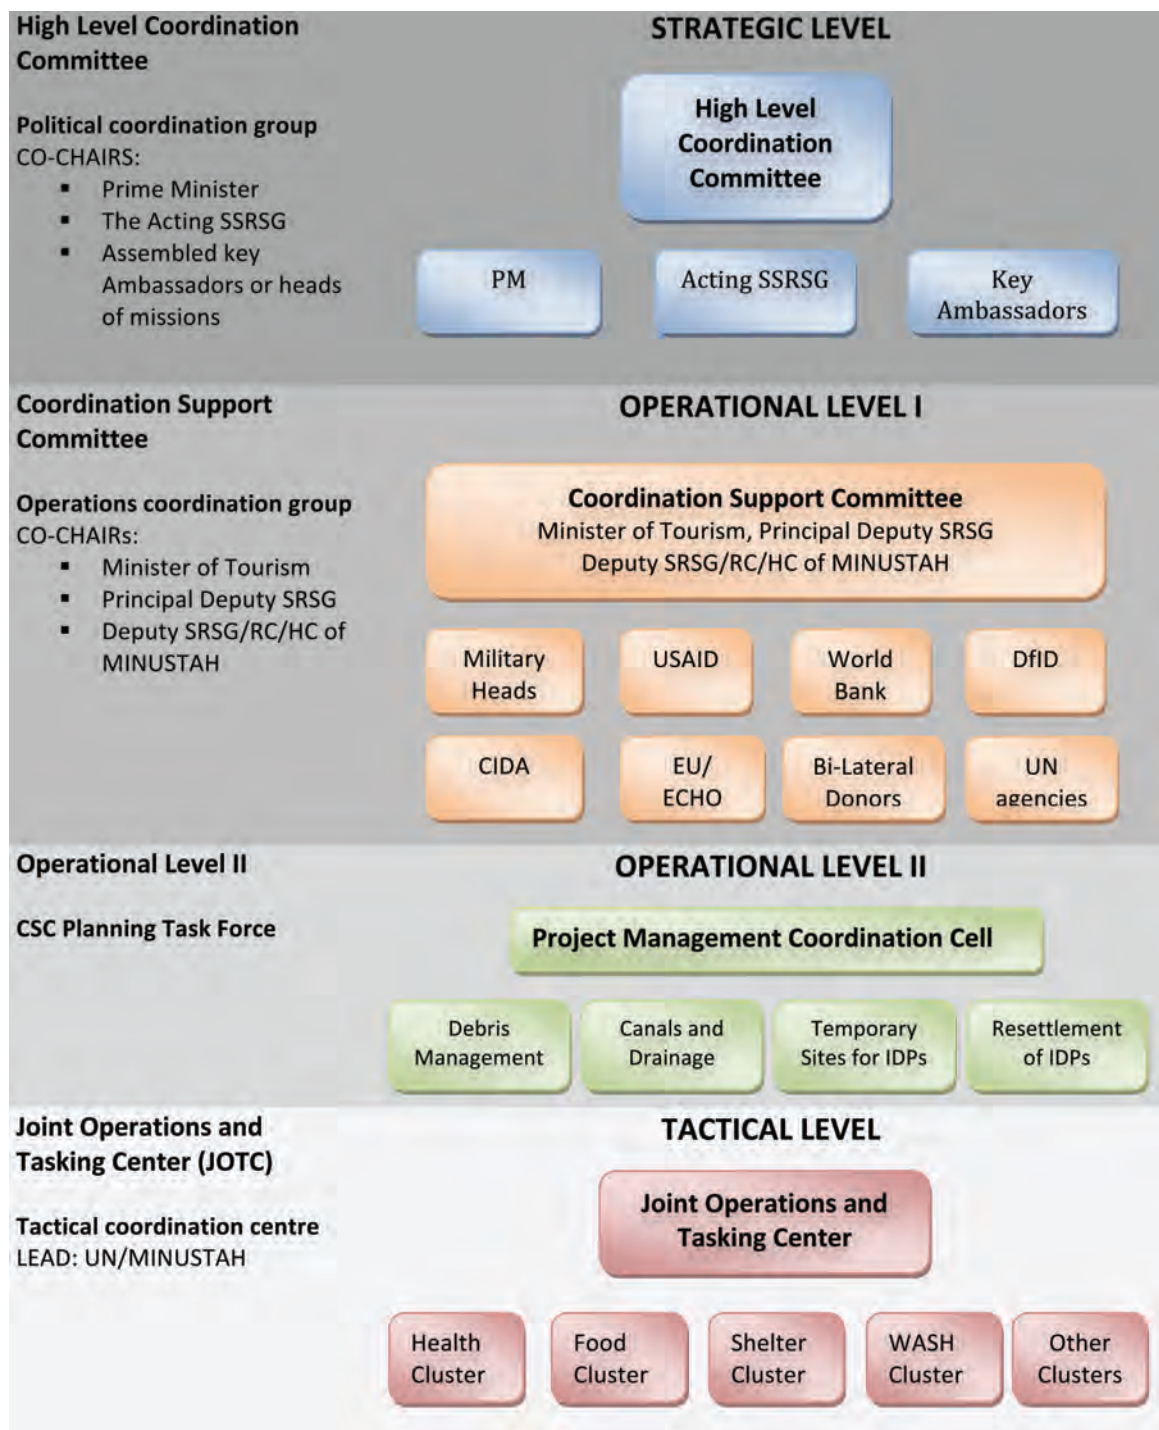 High Level Coordination
Committee
Political coordination group
CO-CHAIRS:
▪ Prime Minister
▪ The Acting SSRSG
▪ Assembled key
Ambassadors or heads
of missions
STRATEGIC LEVEL
High Level
Coordination
Committee
PM
Acting SSRSG
Key
Ambassadors
Coordination Support
Committee
Operations coordination group
CO-CHAIRs:
▪ Minister of Tourism
▪ Principal Deputy SRSG
▪ Deputy SRSG/RC/HC of
MINUSTAH
OPERATIONAL LEVEL I
Coordination Support Committee
Minister of Tourism, Principal Deputy SRSG
Deputy SRSG/RC/HC of MINUSTAH
Military
Heads
USAID
World
Bank
DfID
CIDA
EU/
ECHO
Bi-Lateral
Donors
UN
agencies
Operational Level II
CSC Planning Task Force
OPERATIONAL LEVEL II
Project Management Coordination Cell
Debris
Management
Canals and
Drainage
Temporary
Sites for IDPs
Resettlement
of IDPs
Joint Operations and
Tasking Center (JOTC)
Tactical coordination centre
LEAD: UN/MINUSTAH
TACTICAL LEVEL
Joint Operations and
Tasking Center
Health
Cluster
Food
Cluster
Shelter
Cluster
WASH
Cluster
Other
Clusters